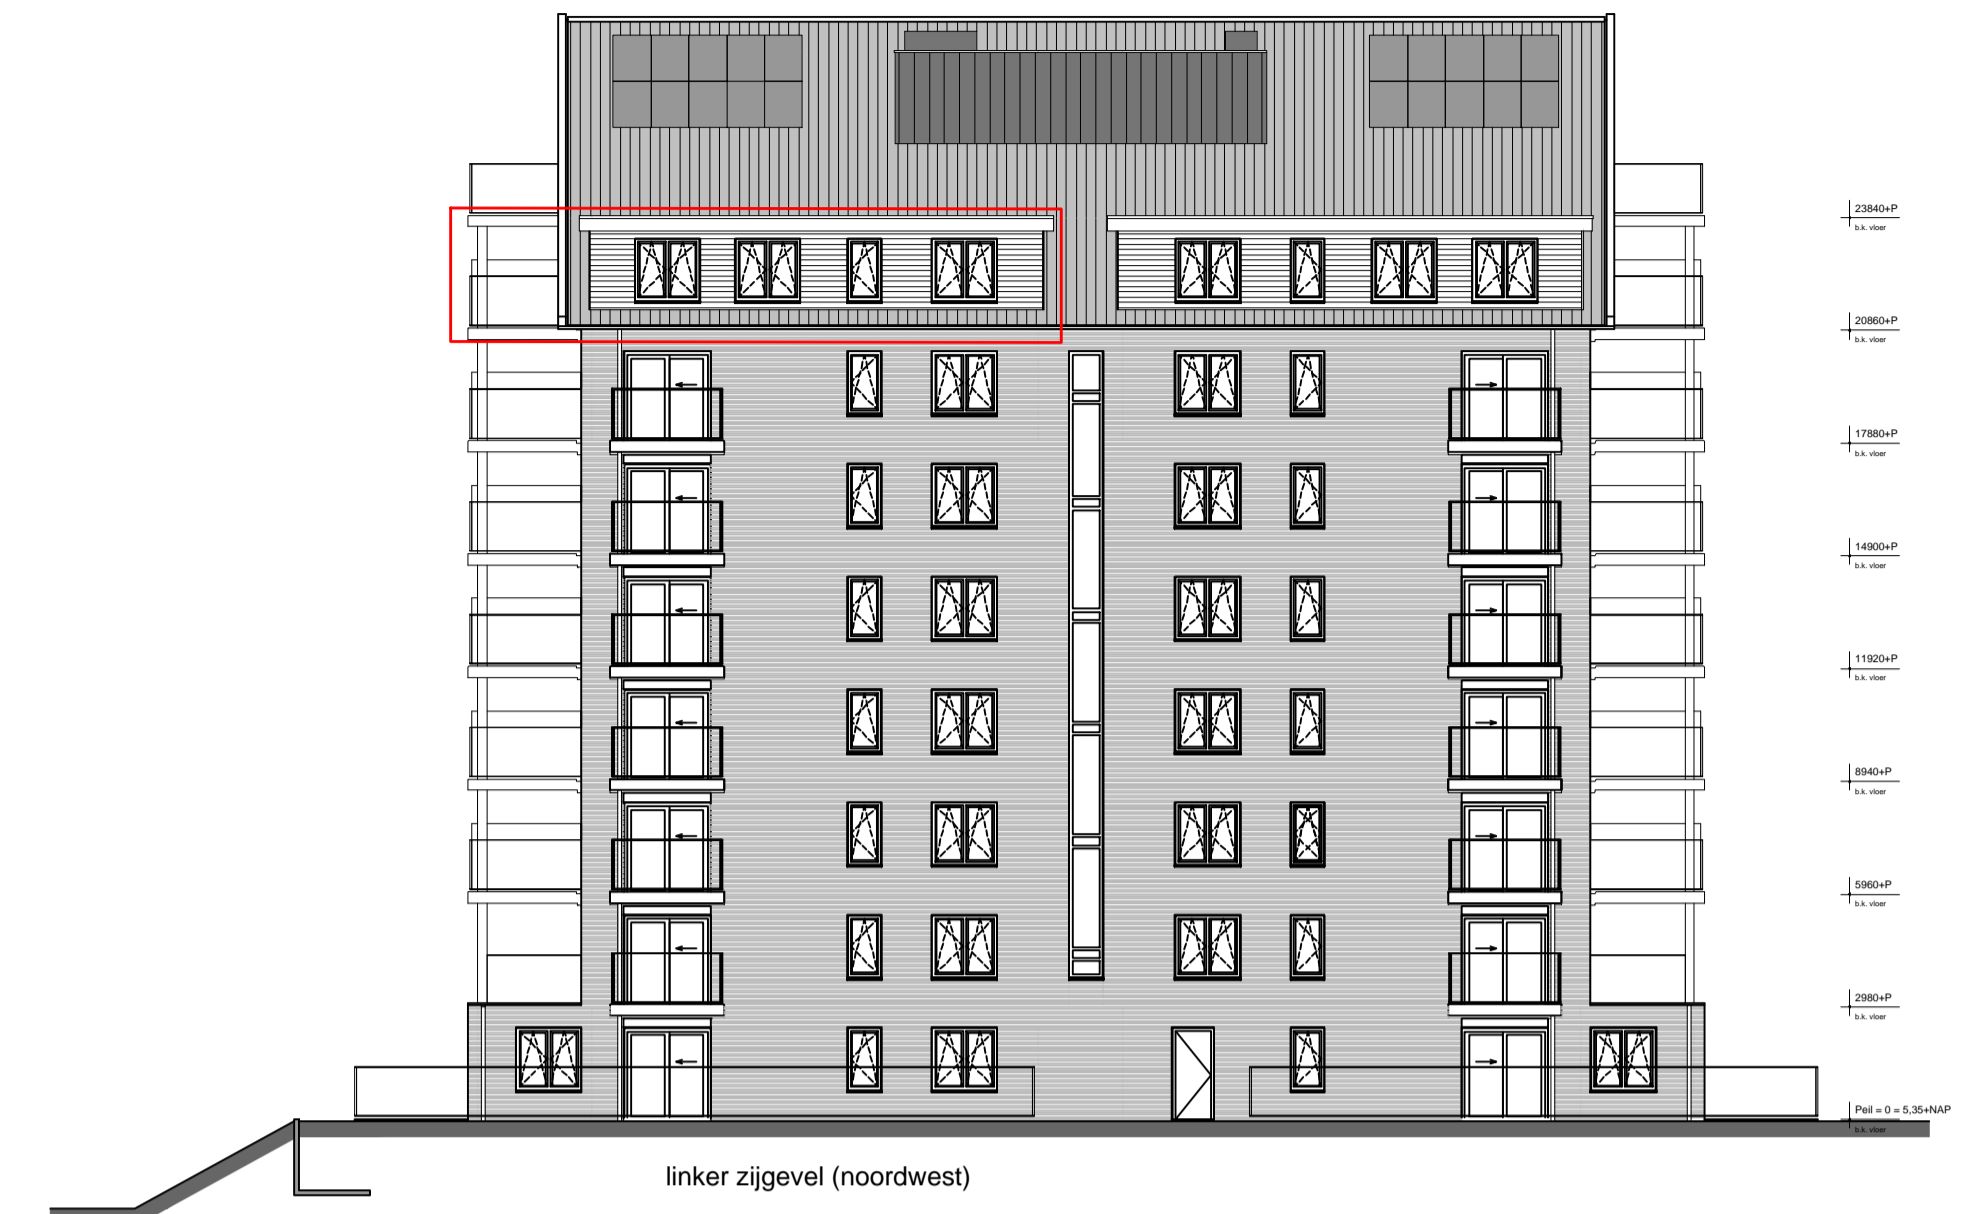 23840+P
b.k. vloer
20860+P
b.k. vloer
17880+P
b.k. vloer
14900+P
b.k. vloer
11920+P
b.k. vloer
8940+P
b.k. vloer
5960+P
b.k. vloer
2980+P
b.k. vloer
Peil = 0 = 5,35+NAP
b.k. vloer
linker zijgevel (noordwest)